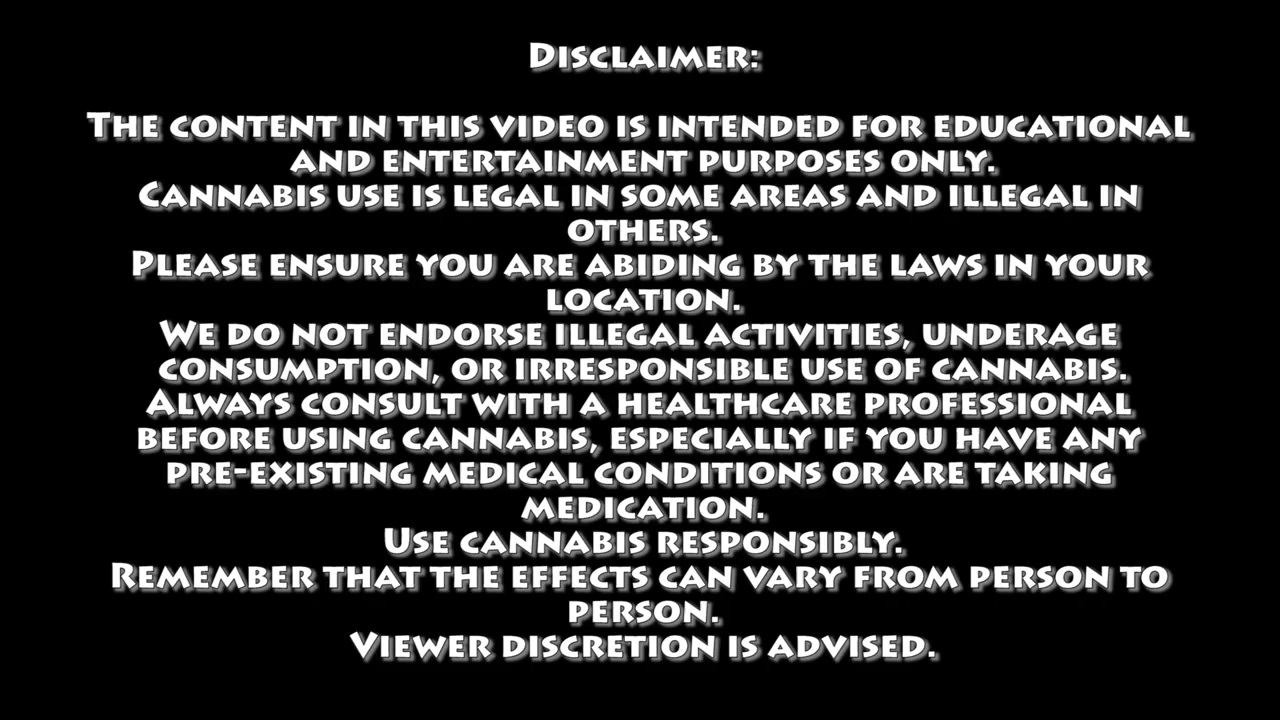 Disclaimer:
The content in this video is intended for educational
and entertainment purposes only.
Cannabis use is legal in some areas and illegal in
others.
Please ensure you are abiding by the laws in your
location.
We do not endorse illegal activities, underage
consumption, or irresponsible use of cannabis.
Always consult with a healthcare professional
before using cannabis, especially if you have any
pre-existing medical conditions or are taking
medication.
Use cannabis responsibly.
Remember that the effects can vary from person to
person.
Viewer discretion is advised.